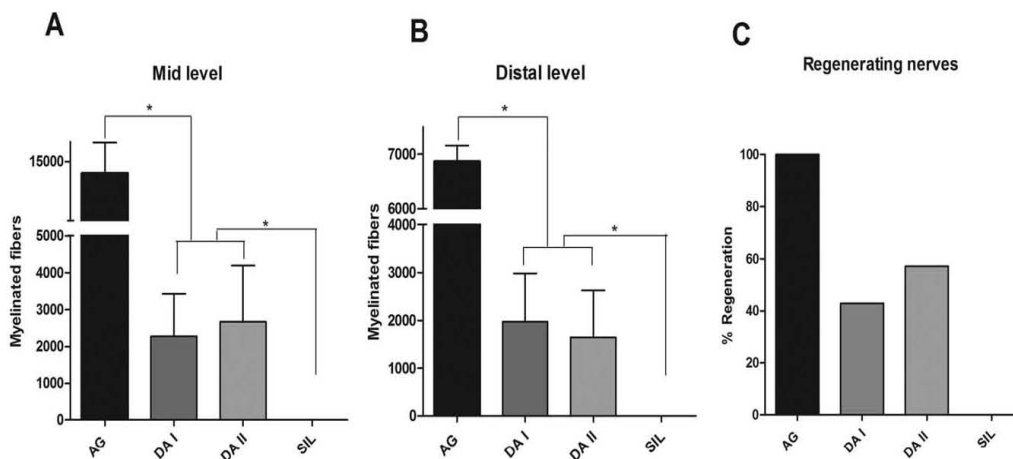 A
Mid level
*
*
Myelinated fibers
15000
5000
4000
3000
2000
1000
0
AG
DA I
DA II
SIL
B
Distal level
*
*
Myelinated fibers
7000
6000
4000
3000
2000
1000
0
AG
DA I
DA II
SIL
C
Regenerating nerves
% Regeneration
100
80
60
40
20
0
AG
DA I
DA II
SIL